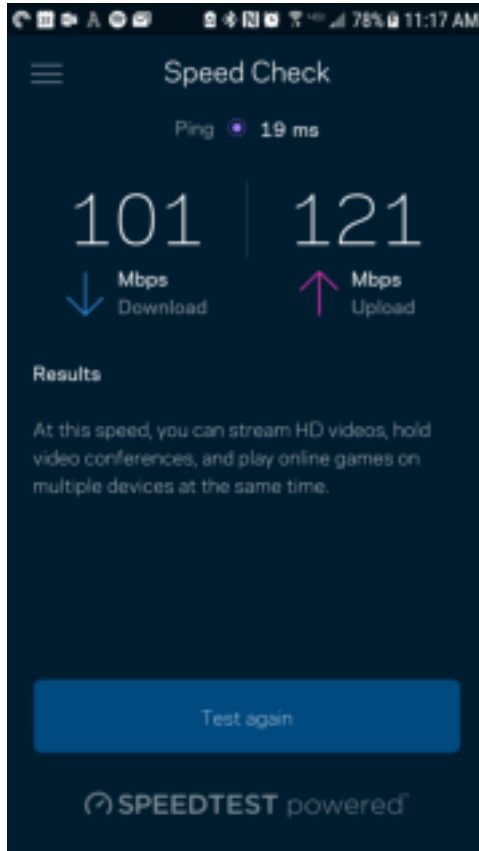 78% 11:17 AM
Speed Check
Ping 19 ms
101 121
Mbps Mbps
Download Upload
Results
At this speed, you can stream HD videos, hold
video conferences, and play online games on
multiple devices at the same time.
Test again
SPEEDTEST powered™